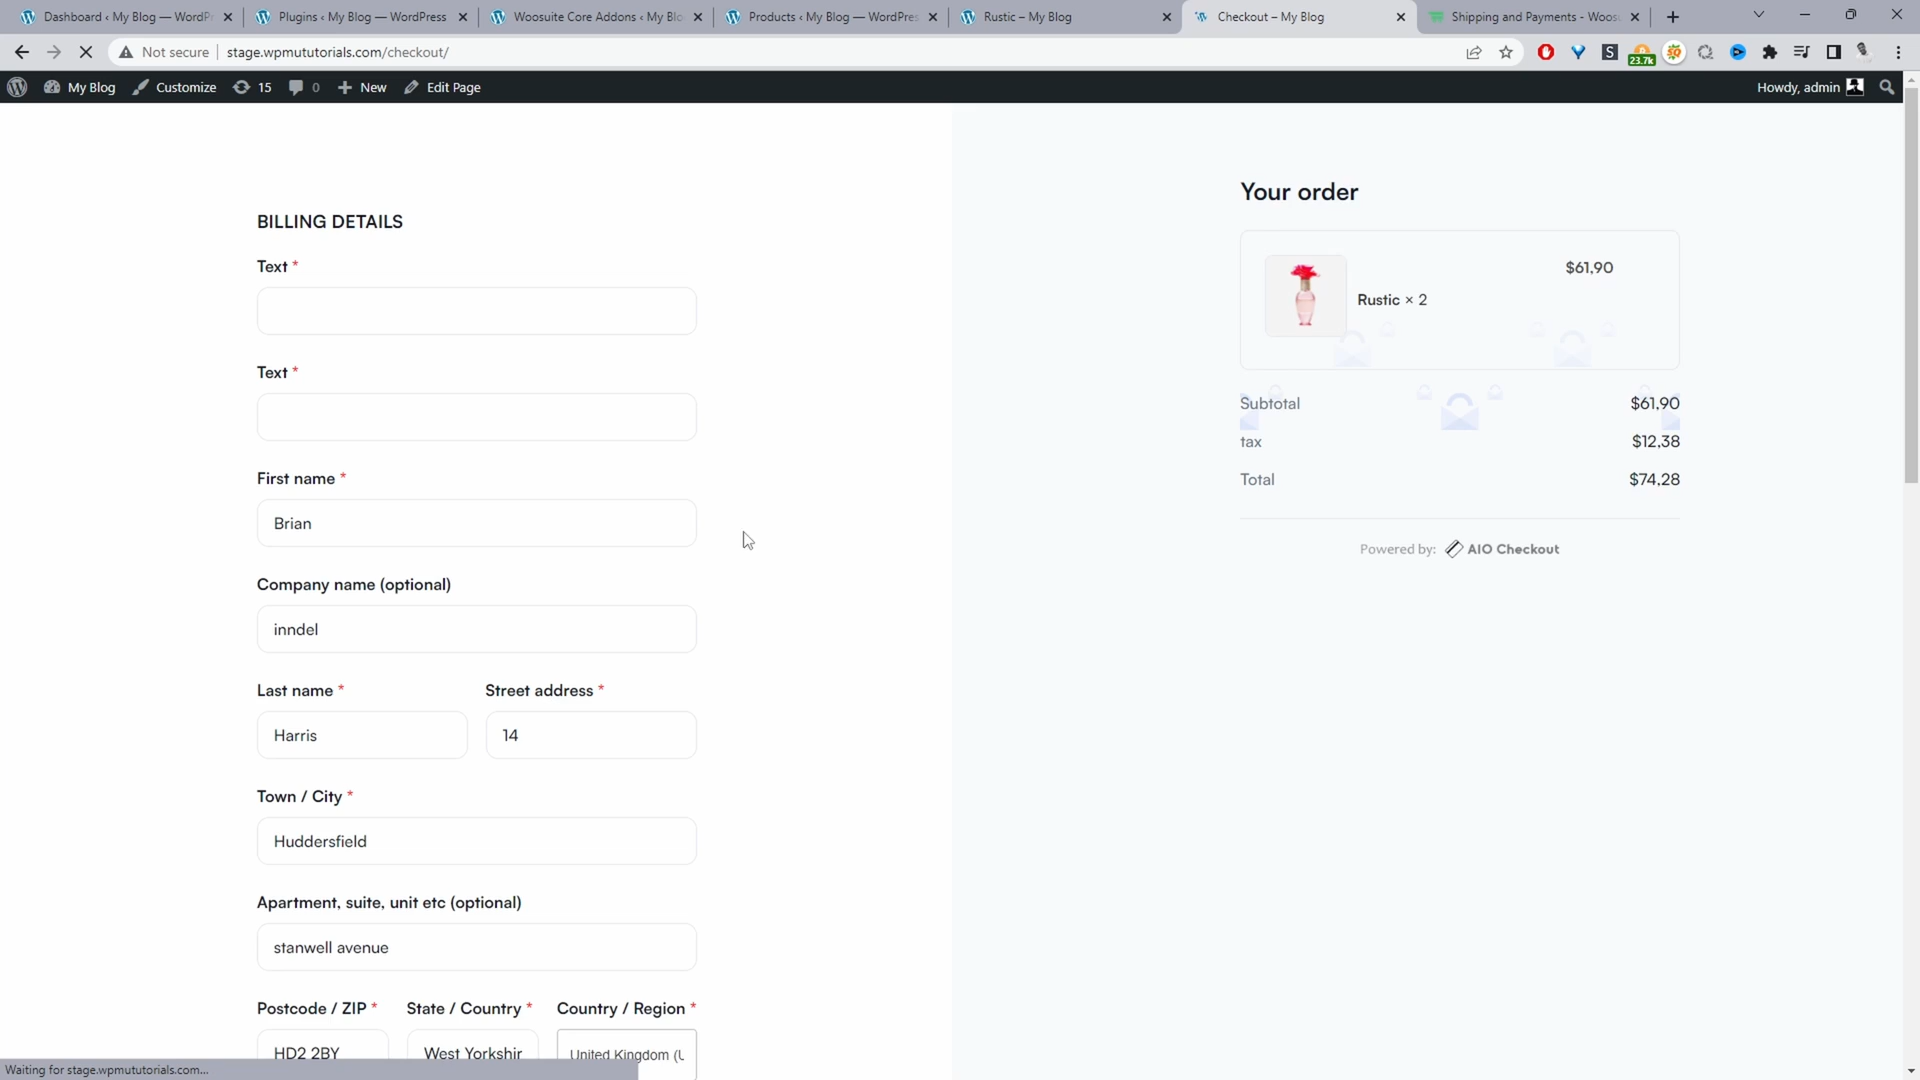 Dashboard ‹ My Blog — WordPr
Plugins ‹ My Blog — WordPress
Woosuite Core Addons ‹ My Blo
Products ‹ My Blog — WordPres
Rustic – My Blog
Checkout – My Blog
Shipping and Payments - Woosu
Not secure
stage.wpmututorials.com/checkout/
23.7k
My Blog
Customize
15
0
New
Edit Page
Howdy, admin
BILLING DETAILS
Text *
Text *
First name *
Brian
Company name (optional)
inndel
Last name *
Street address *
Harris
14
Town / City *
Huddersfield
Apartment, suite, unit etc (optional)
stanwell avenue
Postcode / ZIP *
State / Country *
Country / Region *
HD2 2BY
West Yorkshir
United Kingdom (U
Your order
$61,90
Rustic × 2
Subtotal
$61,90
tax
$12,38
Total
$74,28
Powered by:
AIO Checkout
Waiting for stage.wpmututorials.com...